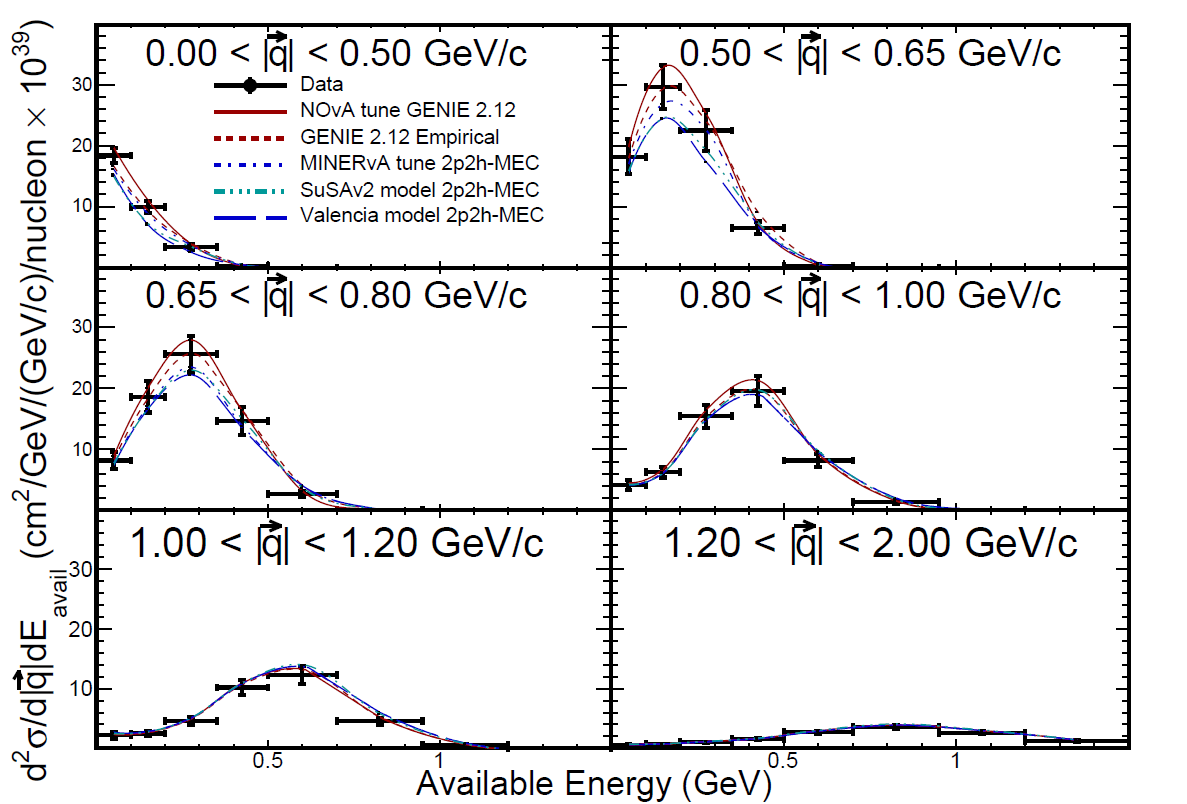 d²σ/d|q⃗|dE_avail (cm²/GeV/(GeV/c)/nucleon × 10³⁹)
0.00 < |q⃗| < 0.50 GeV/c
Data
NOvA tune GENIE 2.12
GENIE 2.12 Empirical
MINERvA tune 2p2h-MEC
SuSAv2 model 2p2h-MEC
Valencia model 2p2h-MEC
30
20
10
0.50 < |q⃗| < 0.65 GeV/c
0.65 < |q⃗| < 0.80 GeV/c
30
20
10
0.80 < |q⃗| < 1.00 GeV/c
1.00 < |q⃗| < 1.20 GeV/c
30
20
10
1.20 < |q⃗| < 2.00 GeV/c
0.5 1 0.5 1
Available Energy (GeV)